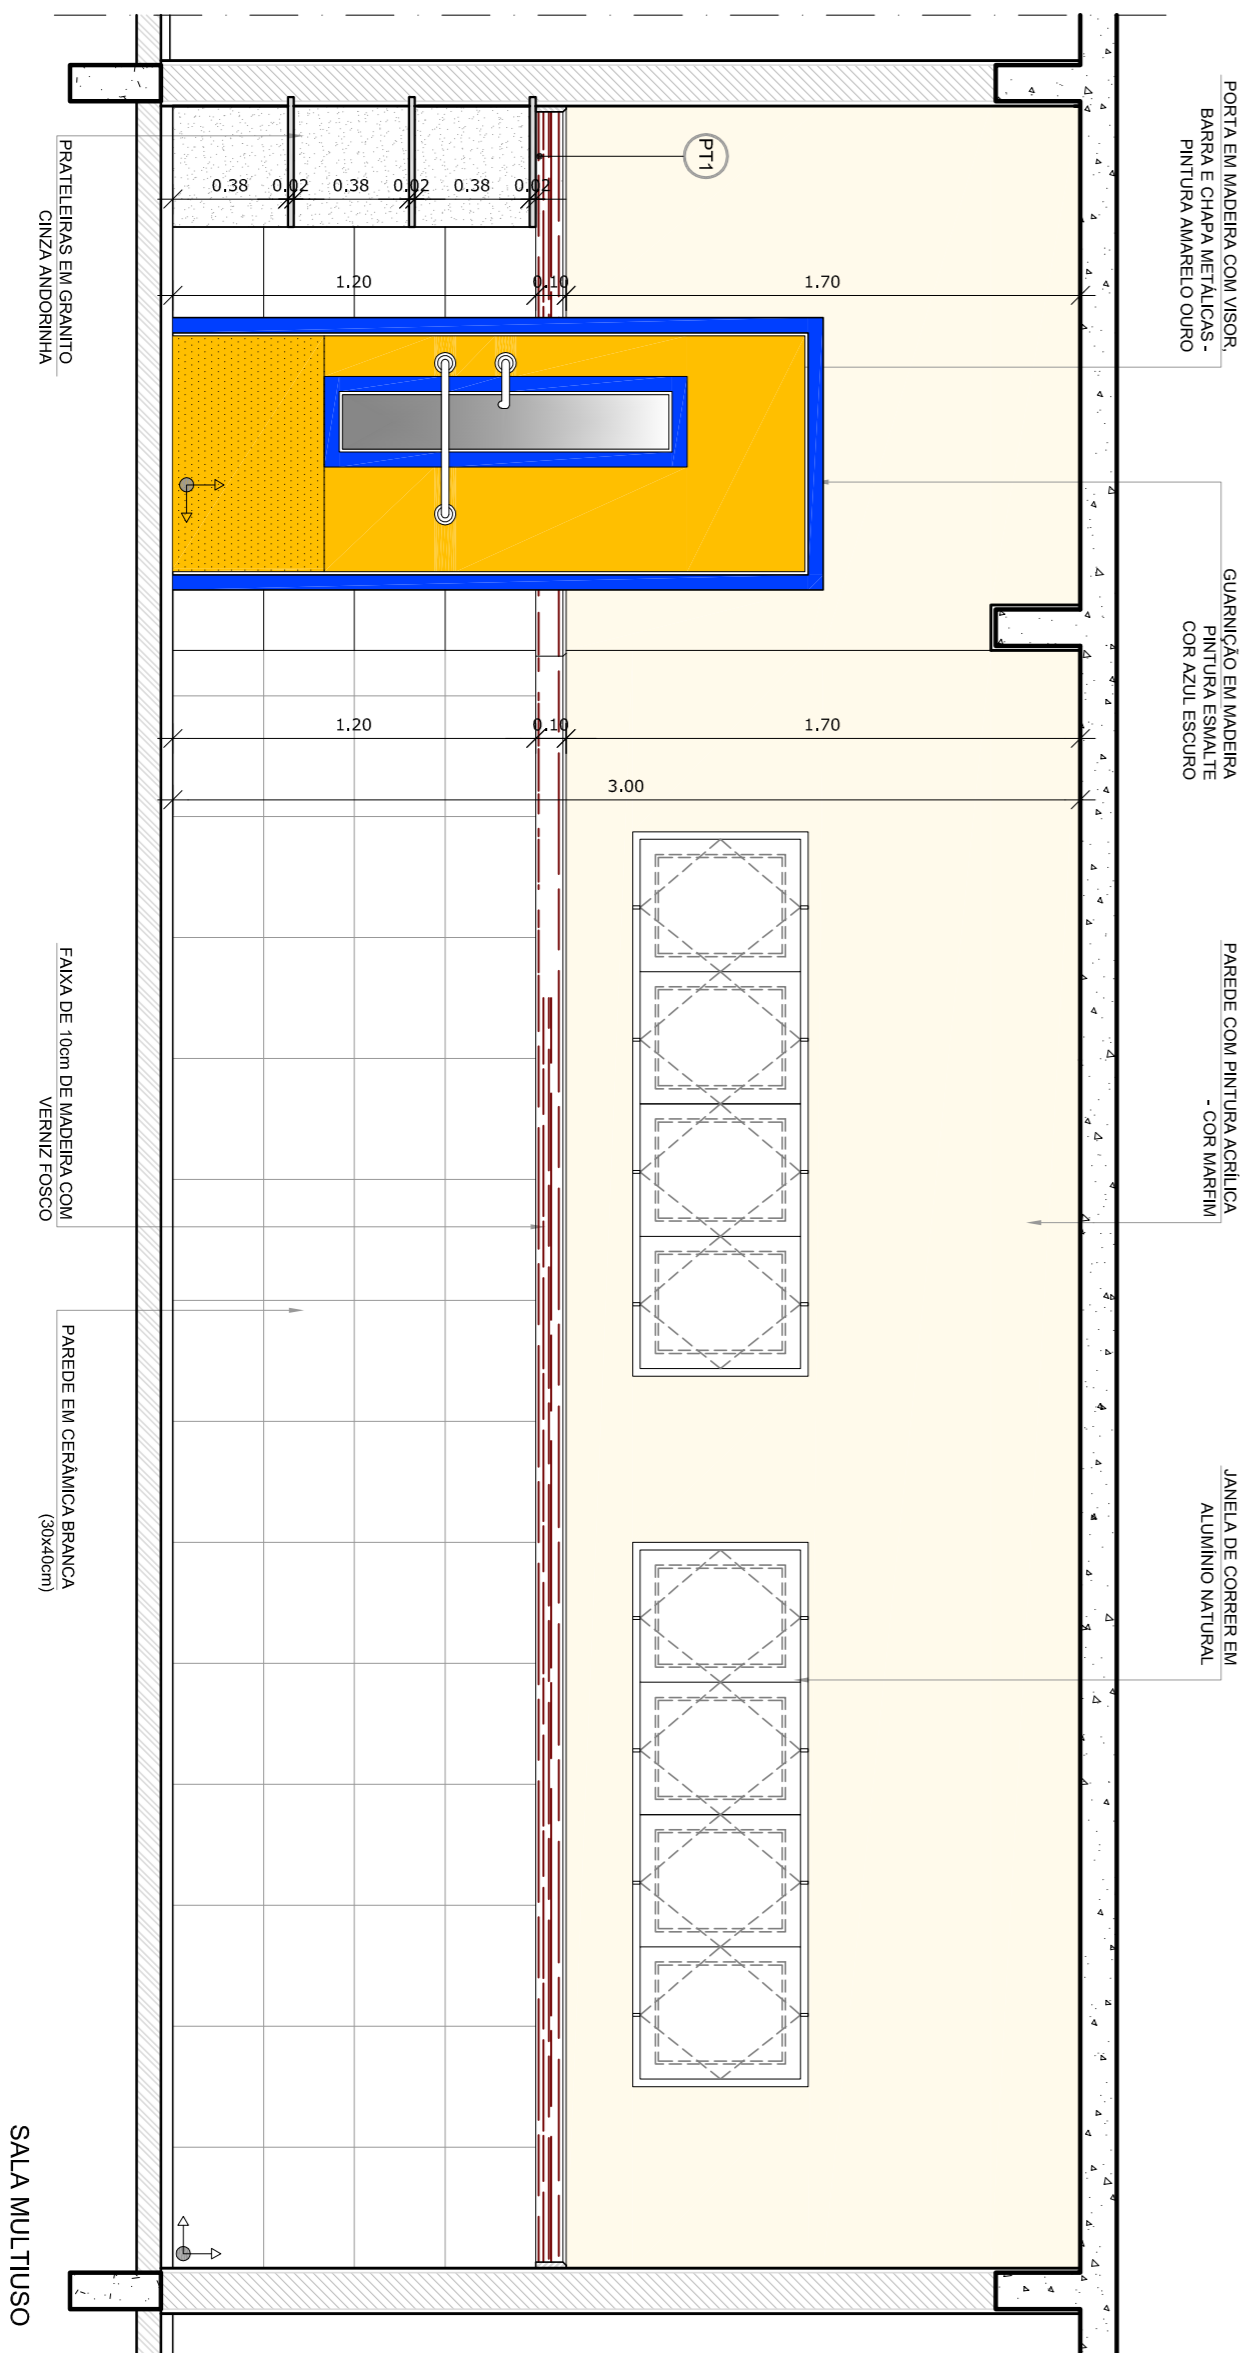 PORTA EM MADEIRA COM VISOR,
BARRA E CHAPA METÁLICAS -
PINTURA AMARELO OURO
GUARNIÇÃO EM MADEIRA
PINTURA ESMALTE
COR AZUL ESCURO
PAREDE COM PINTURA ACRÍLICA
- COR MARFIM
JANELA DE CORRER EM
ALUMÍNIO NATURAL
PT1
0.38 0.02 0.38 0.02 0.38 0.02
1.20 0.10 1.70
1.20 0.10 1.70
3.00
PRATELEIRAS EM GRANITO
CINZA ANDORINHA
FAIXA DE 10cm DE MADEIRA COM
VERNIZ FOSCO
PAREDE EM CERÂMICA BRANCA
(30x40cm)
SALA MULTIUSO